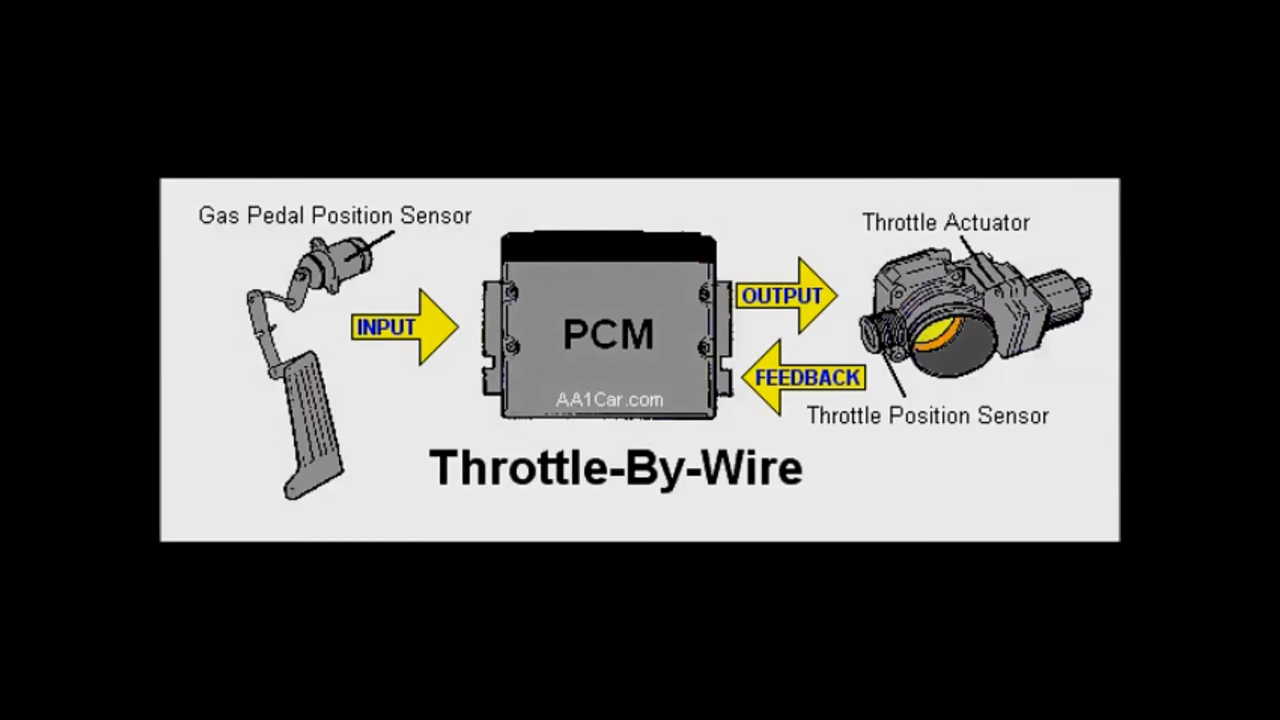 Gas Pedal Position Sensor
Throttle Actuator
INPUT
PCM
AA1Car.com
OUTPUT
FEEDBACK
Throttle Position Sensor
Throttle-By-Wire